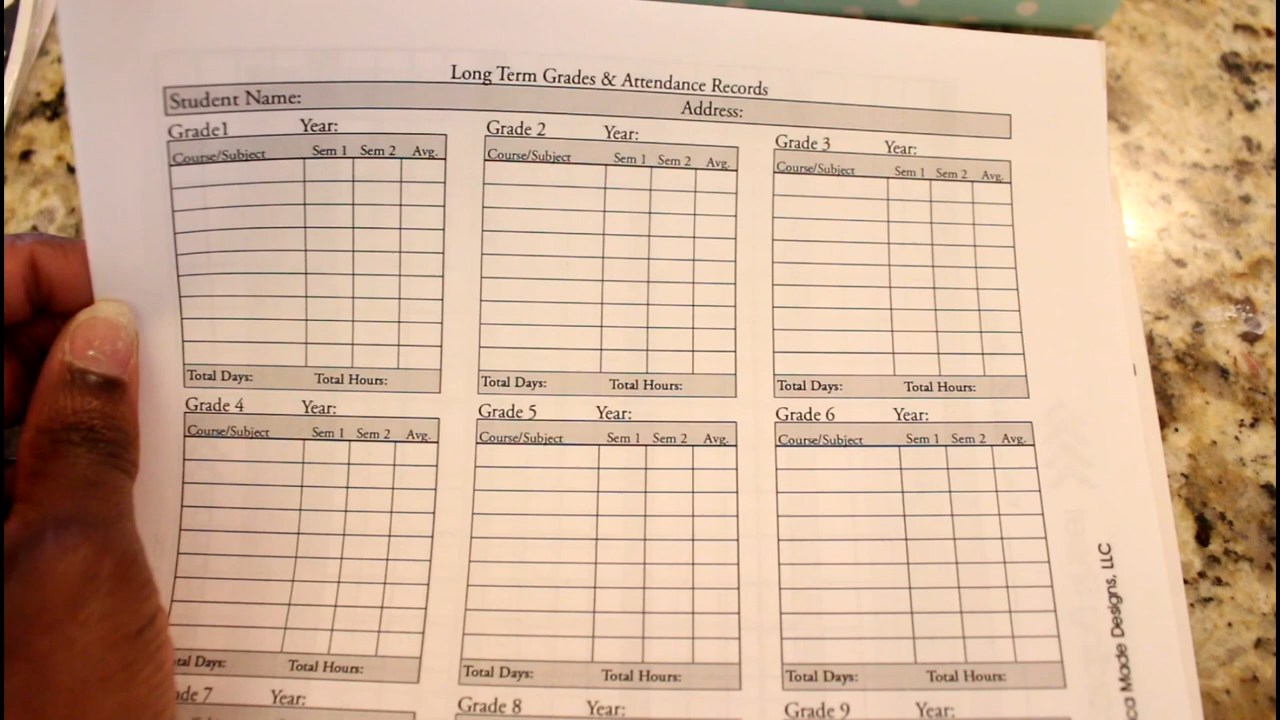 Long Term Grades & Attendance Records
Student Name: Address:
Grade1 Year: Grade 2 Year: Grade 3 Year:
Course/Subject Sem 1 Sem 2 Avg. Course/Subject Sem 1 Sem 2 Avg. Course/Subject Sem 1 Sem 2 Avg.
Total Days: Total Hours: Total Days: Total Hours: Total Days: Total Hours:
Grade 4 Year: Grade 5 Year: Grade 6 Year:
Course/Subject Sem 1 Sem 2 Avg. Course/Subject Sem 1 Sem 2 Avg. Course/Subject Sem 1 Sem 2 Avg.
tal Days: Total Hours: Total Days: Total Hours: Total Days: Total Hours:
de 7 Year: Grade 8 Year: Grade 9 Year:
ca Made Designs, LLC